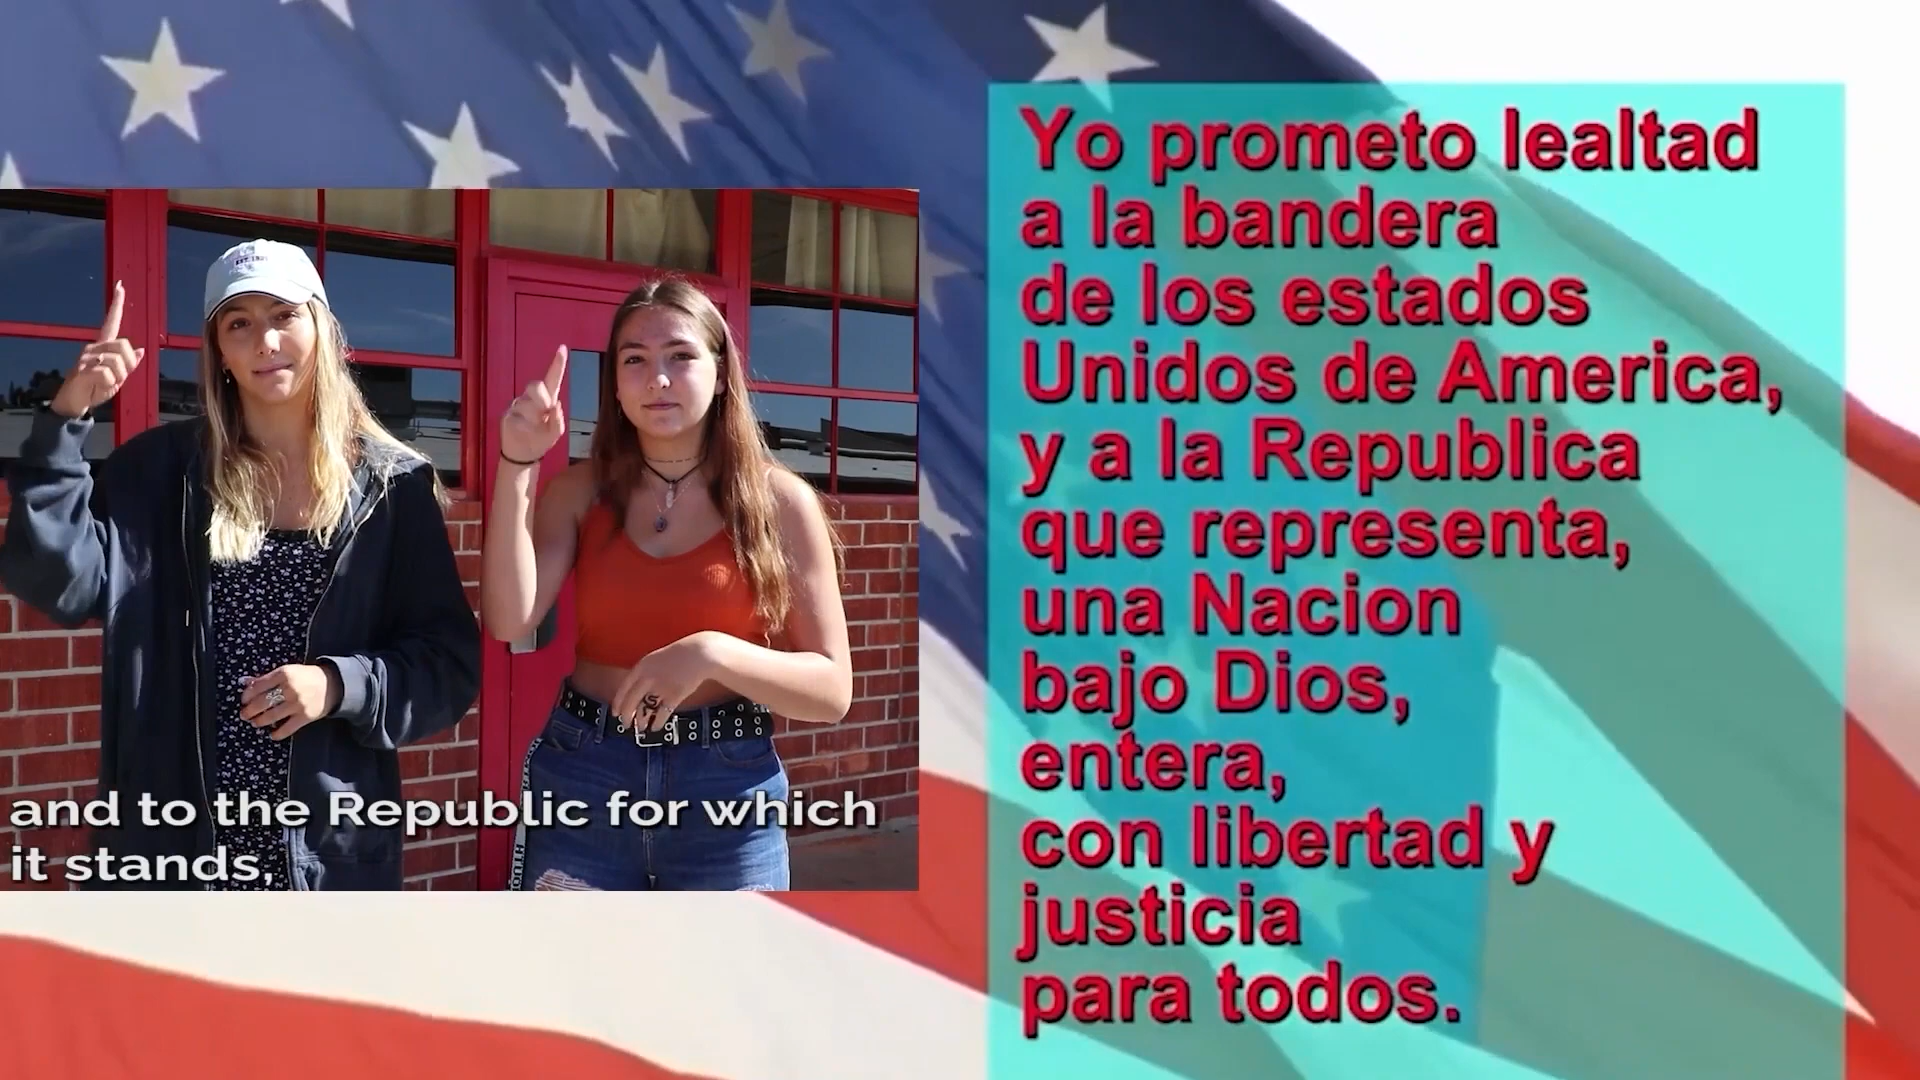 and to the Republic for which
it stands,
Yo prometo lealtad
a la bandera
de los estados
Unidos de America,
y a la Republica
que representa,
una Nacion
bajo Dios,
entera,
con libertad y
justicia
para todos.